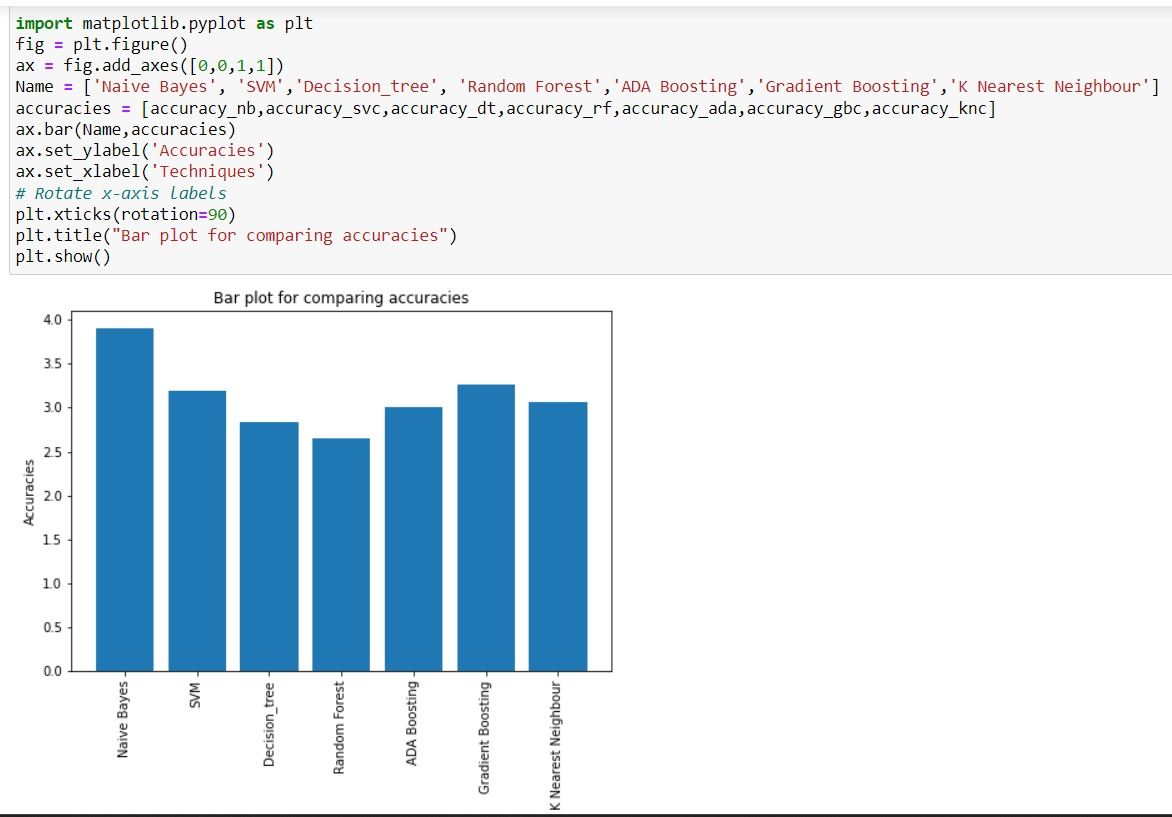 import matplotlib.pyplot as plt
fig = plt.figure()
ax = fig.add_axes([0,0,1,1])
Name = ['Naive Bayes', 'SVM','Decision_tree', 'Random Forest','ADA Boosting','Gradient Boosting','K Nearest Neighbour']
accuracies = [accuracy_nb,accuracy_svc,accuracy_dt,accuracy_rf,accuracy_ada,accuracy_gbc,accuracy_knc]
ax.bar(Name,accuracies)
ax.set_ylabel('Accuracies')
ax.set_xlabel('Techniques')
# Rotate x-axis labels
plt.xticks(rotation=90)
plt.title("Bar plot for comparing accuracies")
plt.show()
Bar plot for comparing accuracies
4.0
3.5
3.0
2.5
2.0
1.5
1.0
0.5
0.0
Accuracies
Naive Bayes
SVM
Decision_tree
Random Forest
ADA Boosting
Gradient Boosting
K Nearest Neighbour